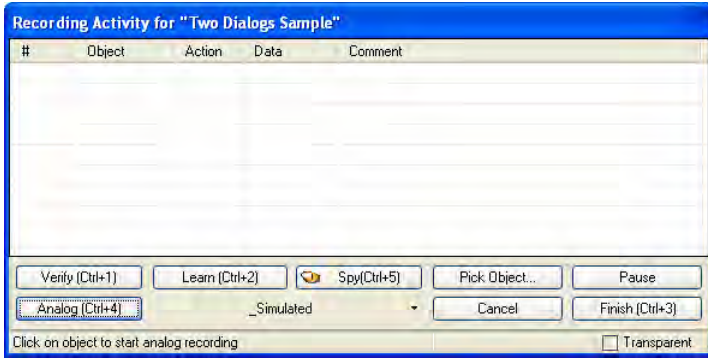 Recording Activity for "Two Dialogs Sample"
# Object Action Data Comment
Verify (Ctrl+1) Learn (Ctrl+2) Spy(Ctrl+5) Pick Object... Pause
Analog (Ctrl+4) _Simulated Cancel Finish (Ctrl+3)
Click on object to start analog recording Transparent